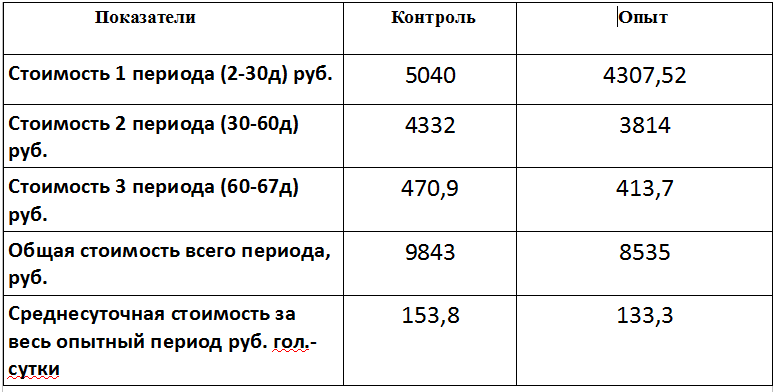 Показатели Контроль Опыт
Стоимость 1 периода (2-30д) руб. 5040 4307,52
Стоимость 2 периода (30-60д)
руб. 4332 3814
Стоимость 3 периода (60-67д)
руб. 470,9 413,7
Общая стоимость всего периода,
руб. 9843 8535
Среднесуточная стоимость за
весь опытный период руб. гол.-
сутки 153,8 133,3